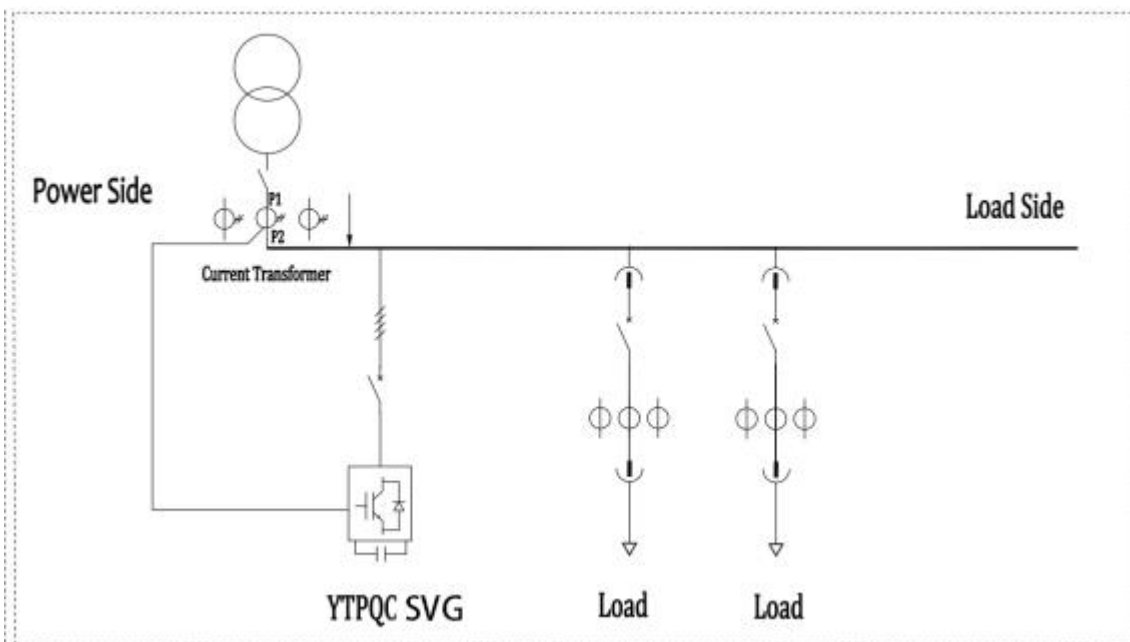 Power Side
P1
P2
Load Side
Current Transformer
YTPQC SVG
Load
Load